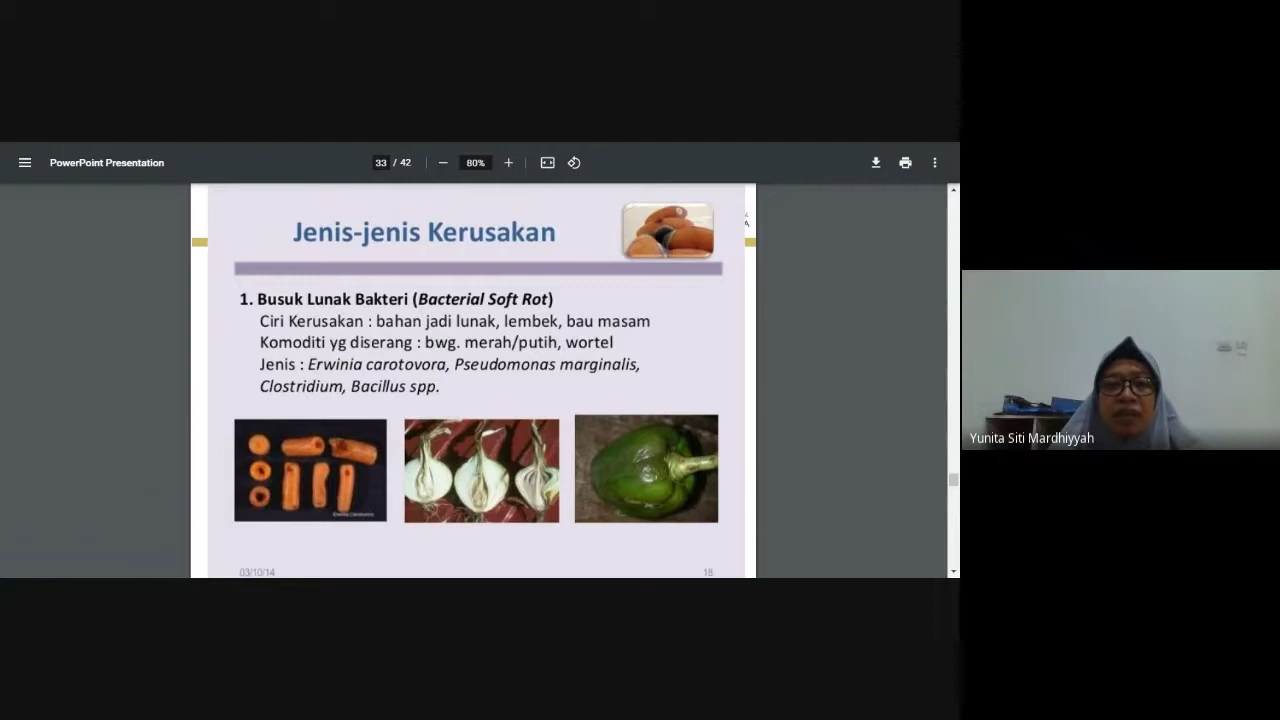 PowerPoint Presentation
33 / 42
80%
Jenis-jenis Kerusakan
1. Busuk Lunak Bakteri (Bacterial Soft Rot)
Ciri Kerusakan : bahan jadi lunak, lembek, bau masam
Komoditi yg diserang : bwg. merah/putih, wortel
Jenis : Erwinia carotovora, Pseudomonas marginalis,
Clostridium, Bacillus spp.
03/10/14
18
Yunita Siti Mardhiyyah